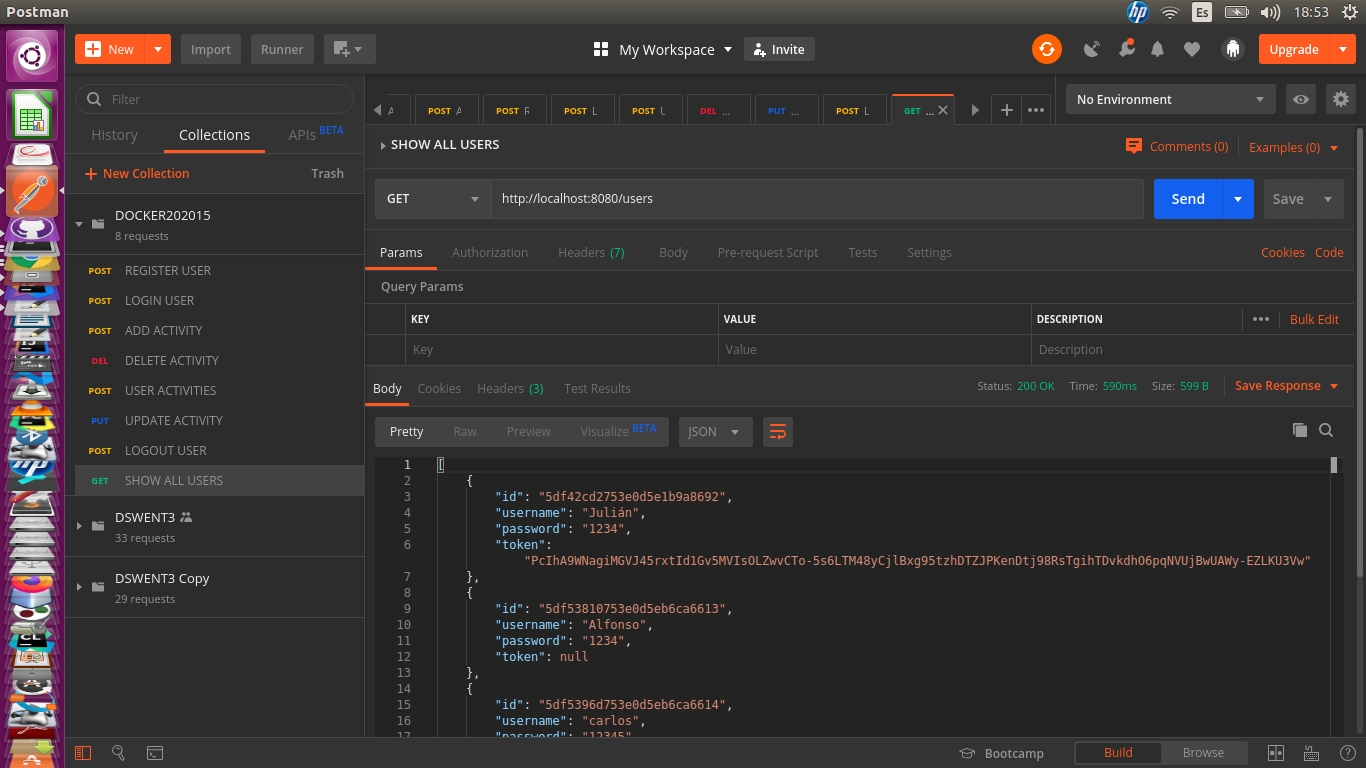 Postman
Es
18:53
New
Import
Runner
My Workspace
Invite
Upgrade
Filter
History
Collections
APIs BETA
New Collection
Trash
DOCKER202015
8 requests
POST REGISTER USER
POST LOGIN USER
POST ADD ACTIVITY
DEL DELETE ACTIVITY
POST USER ACTIVITIES
PUT UPDATE ACTIVITY
POST LOGOUT USER
GET SHOW ALL USERS
DSWENT3
33 requests
DSWENT3 Copy
29 requests
POST A
POST R
POST L
POST U
DEL ...
PUT ...
POST L
GET ...
No Environment
SHOW ALL USERS
Comments (0)
Examples (0)
GET
http://localhost:8080/users
Send
Save
Params
Authorization
Headers (7)
Body
Pre-request Script
Tests
Settings
Cookies
Code
Query Params
KEY
VALUE
DESCRIPTION
Bulk Edit
Key
Value
Description
Body
Cookies
Headers (3)
Test Results
Status: 200 OK
Time: 590ms
Size: 599 B
Save Response
Pretty
Raw
Preview
Visualize BETA
JSON
1 [
2 {
3 "id": "5df42cd2753e0d5e1b9a8692",
4 "username": "Julián",
5 "password": "1234",
6 "token":
"PcIhA9WNagiMGVJ45rxtId1Gv5MVIsOLZwvCTo-5s6LTM48yCjlBxg95tzhDTZJPKenDtj98RsTgihTDvkdhO6pqNVUjBwUAWy-EZLKU3Vw"
7 },
8 {
9 "id": "5df53810753e0d5eb6ca6613",
10 "username": "Alfonso",
11 "password": "1234",
12 "token": null
13 },
14 {
15 "id": "5df5396d753e0d5eb6ca6614",
16 "username": "carlos",
17 "password": "12345",
Bootcamp
Build
Browse